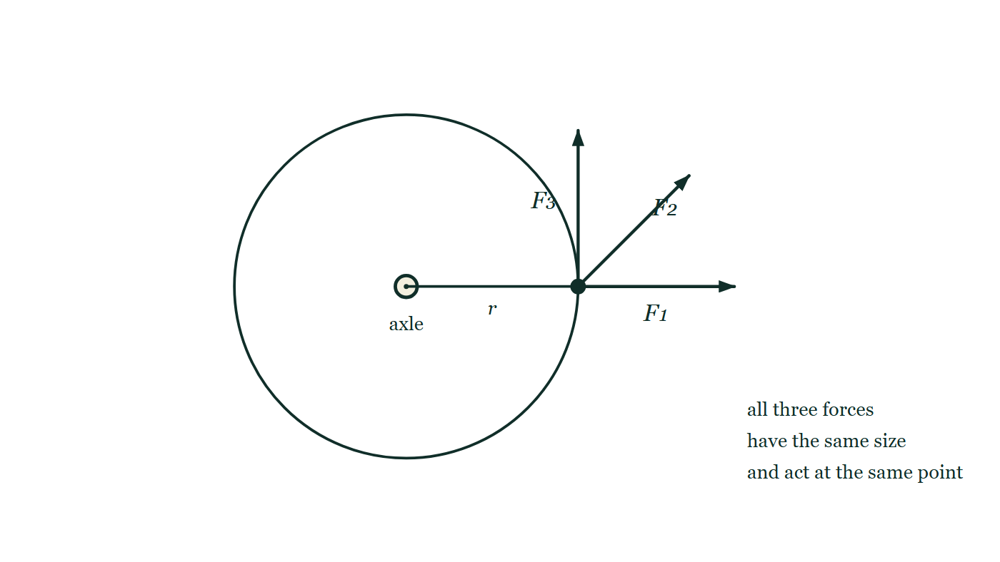 F3
F2
r
F1
axle
all three forces
have the same size
and act at the same point